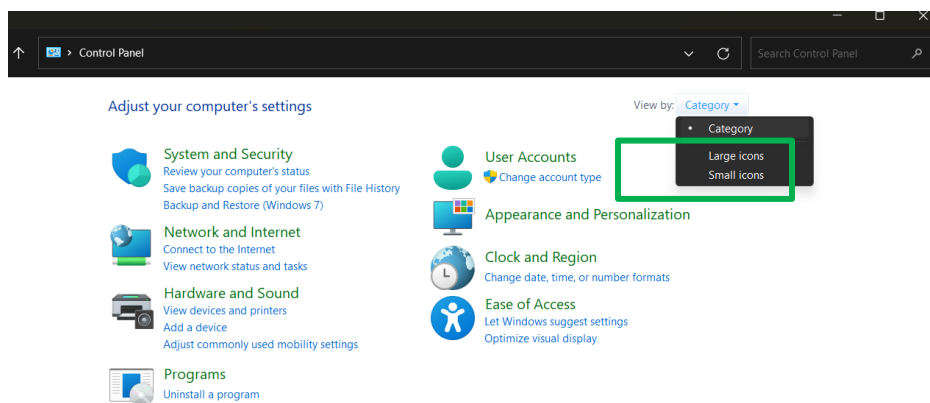 Control Panel
Search Control Panel
Adjust your computer's settings
View by: Category
Category
Large icons
Small icons
System and Security
Review your computer's status
Save backup copies of your files with File History
Backup and Restore (Windows 7)
Network and Internet
Connect to the Internet
View network status and tasks
Hardware and Sound
View devices and printers
Add a device
Adjust commonly used mobility settings
Programs
Uninstall a program
User Accounts
Change account type
Appearance and Personalization
Clock and Region
Change date, time, or number formats
Ease of Access
Let Windows suggest settings
Optimize visual display